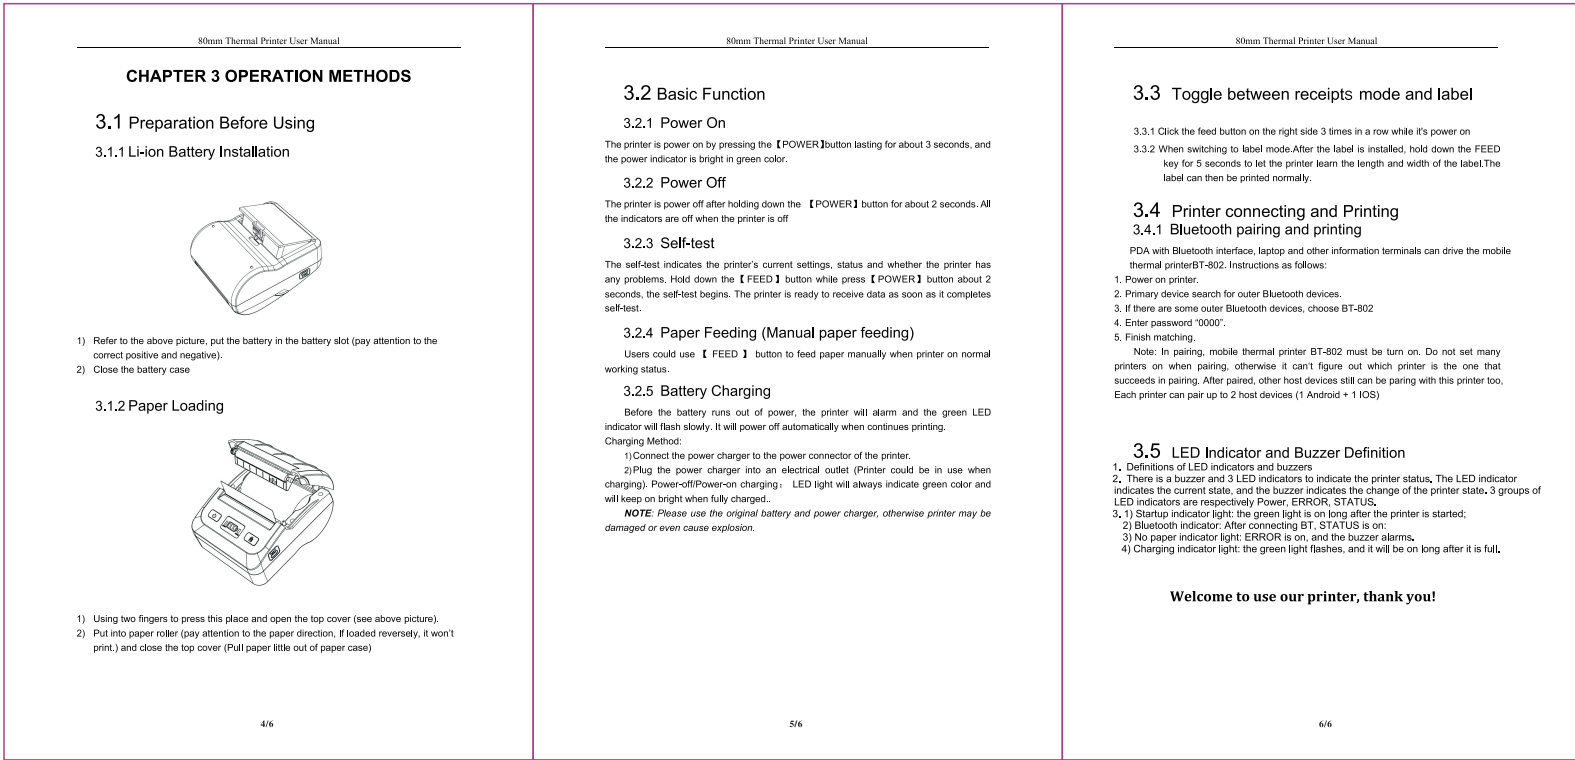 80mm Thermal Printer User Manual
CHAPTER 3 OPERATION METHODS
3.1 Preparation Before Using
3.1.1 Li-ion Battery Installation
1) Refer to the above picture, put the battery in the battery slot (pay attention to the
correct positive and negative).
2) Close the battery case
3.1.2 Paper Loading
1) Using two fingers to press this place and open the top cover (see above picture).
2) Put into paper roller (pay attention to the paper direction, If loaded reversely, it won't
print.) and close the top cover (Pull paper little out of paper case)
4/6
80mm Thermal Printer User Manual
3.2 Basic Function
3.2.1 Power On
The printer is power on by pressing the【POWER】button lasting for about 3 seconds, and
the power indicator is bright in green color.
3.2.2 Power Off
The printer is power off after holding down the 【POWER】button for about 2 seconds. All
the indicators are off when the printer is off
3.2.3 Self-test
The self-test indicates the printer's current settings, status and whether the printer has
any problems. Hold down the【FEED】button while press【POWER】button about 2
seconds, the self-test begins. The printer is ready to receive data as soon as it completes
self-test.
3.2.4 Paper Feeding (Manual paper feeding)
Users could use 【 FEED 】 button to feed paper manually when printer on normal
working status.
3.2.5 Battery Charging
Before the battery runs out of power, the printer will alarm and the green LED
indicator will flash slowly. It will power off automatically when continues printing.
Charging Method:
1)Connect the power charger to the power connector of the printer.
2)Plug the power charger into an electrical outlet (Printer could be in use when
charging). Power-off/Power-on charging： LED light will always indicate green color and
will keep on bright when fully charged..
NOTE: Please use the original battery and power charger, otherwise printer may be
damaged or even cause explosion.
5/6
80mm Thermal Printer User Manual
3.3 Toggle between receipts mode and label
3.3.1 Click the feed button on the right side 3 times in a row while it's power on
3.3.2 When switching to label mode.After the label is installed, hold down the FEED
key for 5 seconds to let the printer learn the length and width of the label.The
label can then be printed normally.
3.4 Printer connecting and Printing
3.4.1 Bluetooth pairing and printing
PDA with Bluetooth interface, laptop and other information terminals can drive the mobile
thermal printerBT-802. Instructions as follows:
1. Power on printer.
2. Primary device search for outer Bluetooth devices.
3. If there are some outer Bluetooth devices, choose BT-802
4. Enter password “0000”.
5. Finish matching.
Note: In pairing, mobile thermal printer BT-802 must be turn on. Do not set many
printers on when pairing, otherwise it can't figure out which printer is the one that
succeeds in pairing. After paired, other host devices still can be paring with this printer too,
Each printer can pair up to 2 host devices (1 Android + 1 IOS)
3.5 LED Indicator and Buzzer Definition
1. Definitions of LED indicators and buzzers
2. There is a buzzer and 3 LED indicators to indicate the printer status. The LED indicator
indicates the current state, and the buzzer indicates the change of the printer state. 3 groups of
LED indicators are respectively Power, ERROR, STATUS.
3. 1) Startup indicator light: the green light is on long after the printer is started;
2) Bluetooth indicator: After connecting BT, STATUS is on:
3) No paper indicator light: ERROR is on, and the buzzer alarms.
4) Charging indicator light: the green light flashes, and it will be on long after it is full.
Welcome to use our printer, thank you!
6/6